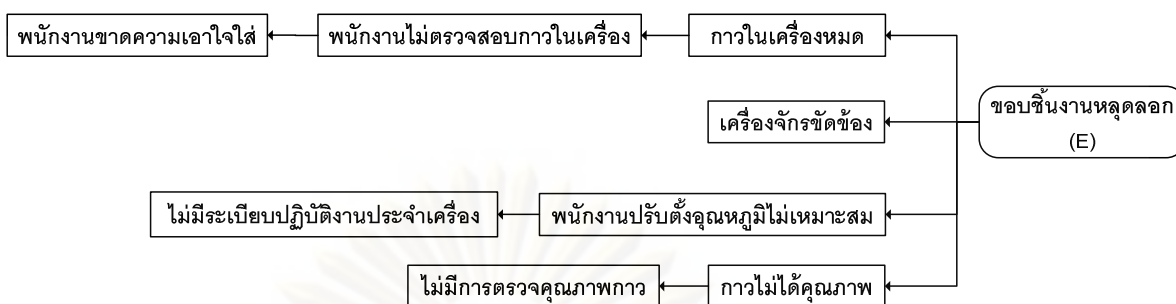 พนักงานขาดความเอาใจใส่
พนักงานไม่ตรวจสอบกาวในเครื่อง
กาวในเครื่องหมด
ขอบชิ้นงานหลุดลอก
(E)
เครื่องจักรขัดข้อง
ไม่มีระเบียบปฏิบัติงานประจำเครื่อง
พนักงานปรับตั้งอุณหภูมิไม่เหมาะสม
ไม่มีการตรวจคุณภาพกาว
กาวไม่ได้คุณภาพ